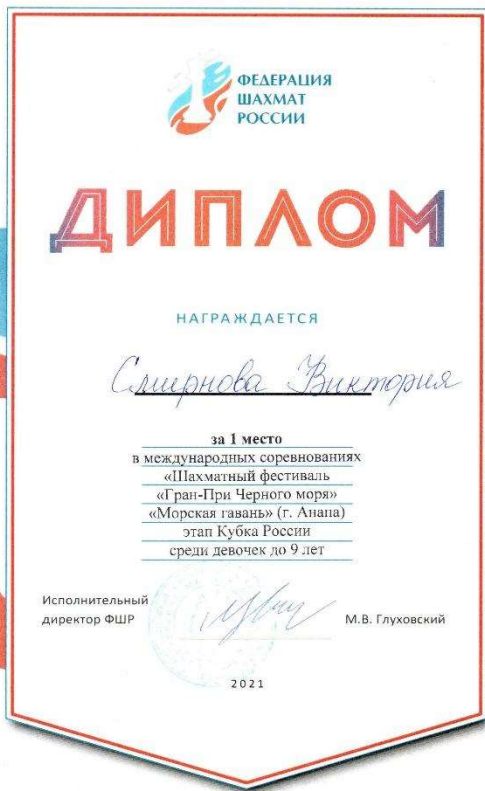 ФЕДЕРАЦИЯ
ШАХМАТ
РОССИИ
ДИПЛОМ
НАГРАЖДАЕТСЯ
Смирнова Виктория
за 1 место
в международных соревнованиях
«Шахматный фестиваль
«Гран-При Черного моря»
«Морская гавань» (г. Анапа)
этап Кубка России
среди девочек до 9 лет
Исполнительный
директор ФШР
М.В. Глуховский
2021